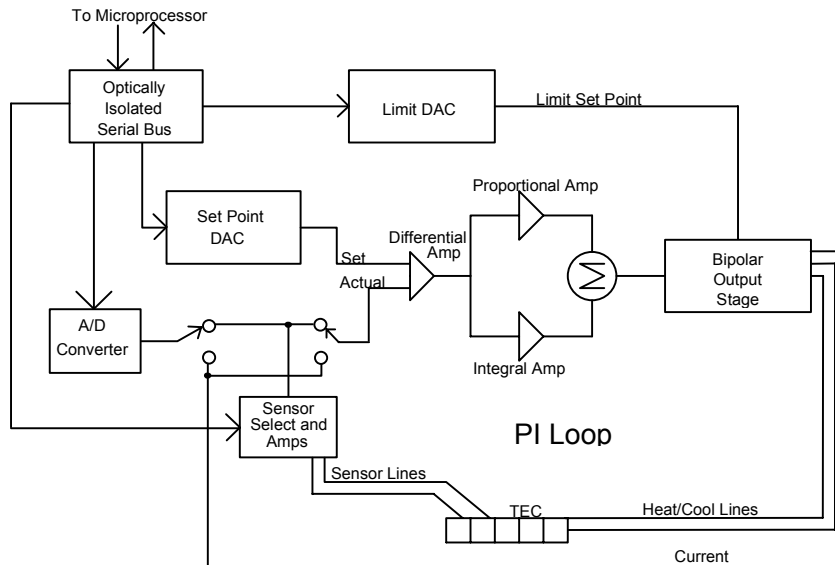 To Microprocessor
Optically
Isolated
Serial Bus
Limit DAC
Limit Set Point
Proportional Amp
Set Point
DAC
Differential
Amp
Set
Actual
Σ
Bipolar
Output
Stage
A/D
Converter
Integral Amp
Sensor
Select and
Amps
PI Loop
Sensor Lines
TEC
Heat/Cool Lines
Current